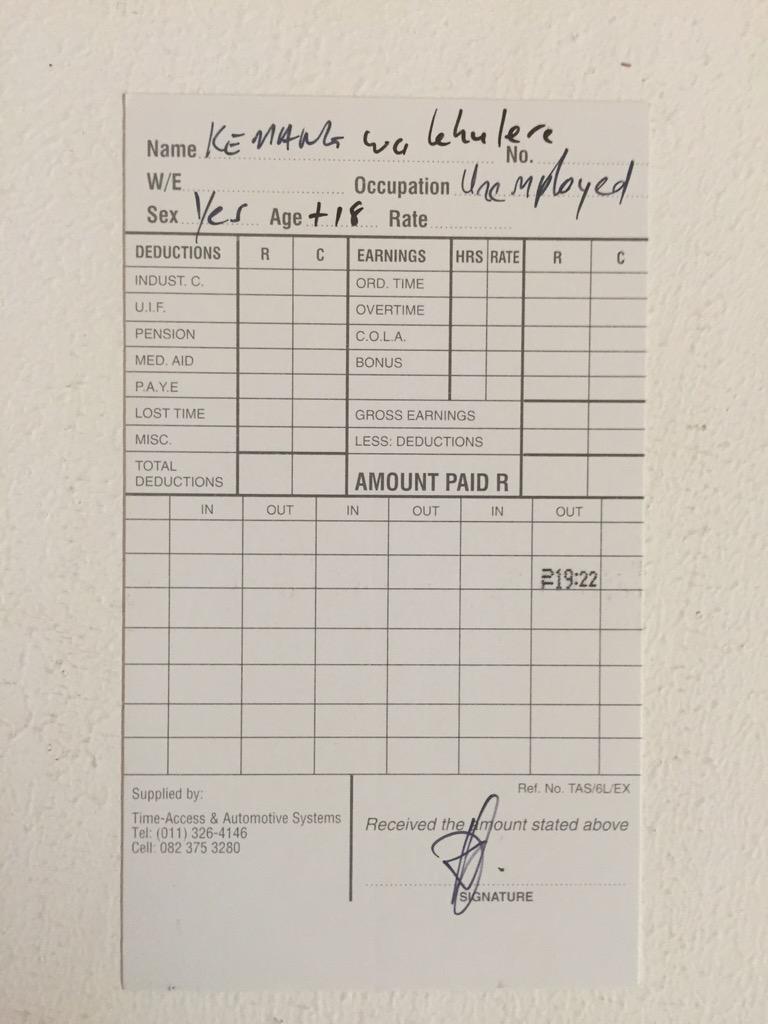 Name KEMANG wa Lehulere No.
W/E Occupation Unemployed
Sex Yes Age +18 Rate
DEDUCTIONS R C EARNINGS HRS RATE R C
INDUST. C. ORD. TIME
U.I.F. OVERTIME
PENSION C.O.L.A.
MED. AID BONUS
P.A.Y.E
LOST TIME GROSS EARNINGS
MISC. LESS: DEDUCTIONS
TOTAL
DEDUCTIONS AMOUNT PAID R
IN OUT IN OUT IN OUT
19:22
Supplied by:
Time-Access & Automotive Systems
Tel: (011) 326-4146
Cell: 082 375 3280
Ref. No. TAS/6L/EX
Received the amount stated above
SIGNATURE